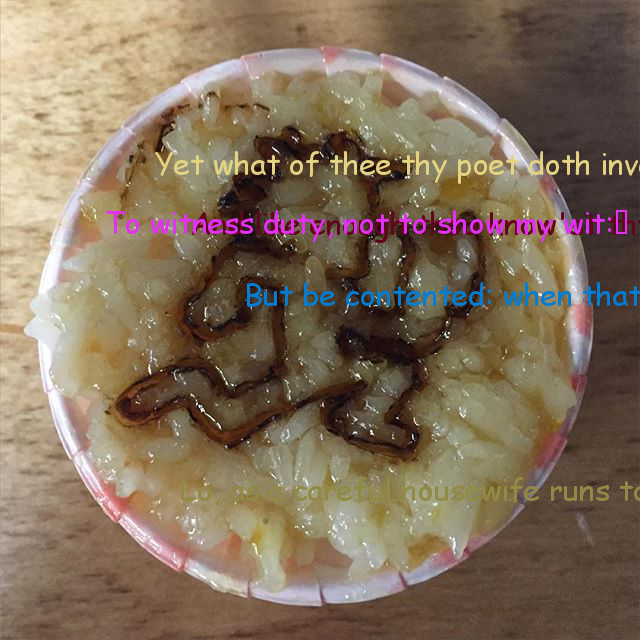 Yet what of thee thy poet doth inve
To witness duty, not to show my wit:
But be contented: when that
Lo, as a careful housewife runs to